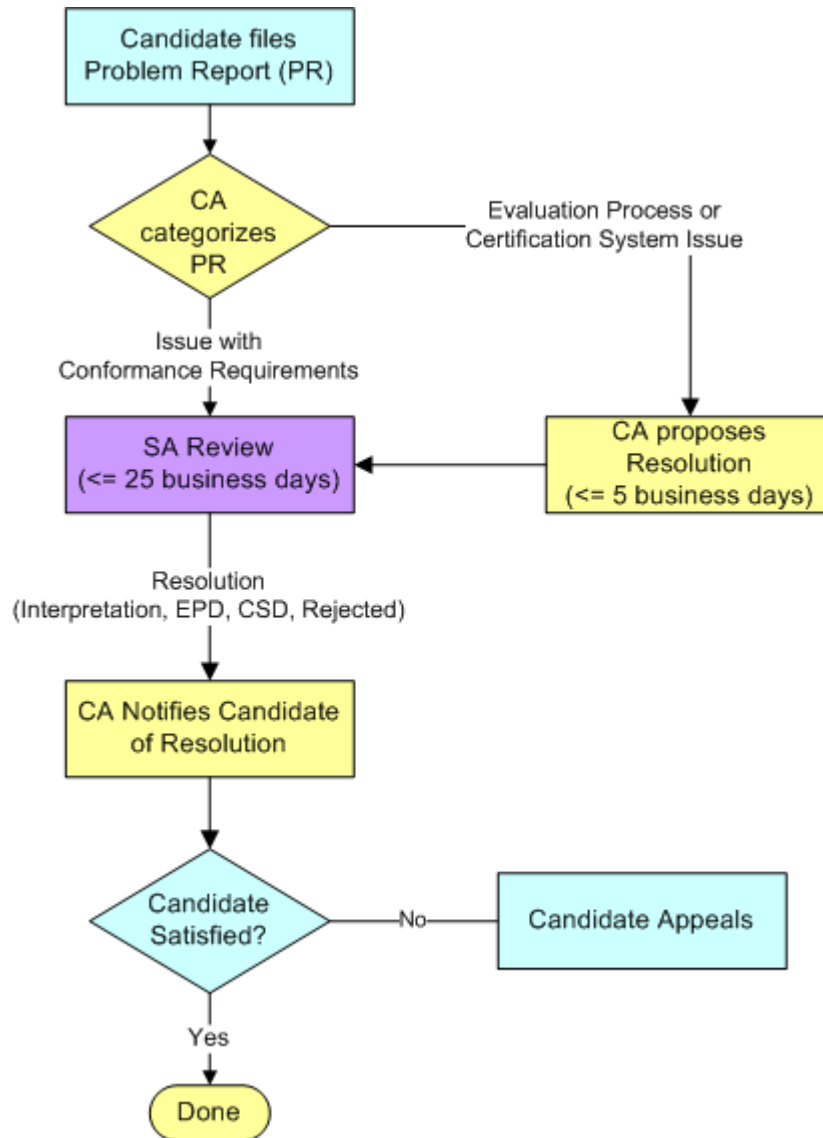 Candidate files
Problem Report (PR)
CA
categorizes
PR
Evaluation Process or
Certification System Issue
Issue with
Conformance Requirements
SA Review
(<= 25 business days)
CA proposes
Resolution
(<= 5 business days)
Resolution
(Interpretation, EPD, CSD, Rejected)
CA Notifies Candidate
of Resolution
Candidate
Satisfied?
No
Candidate Appeals
Yes
Done